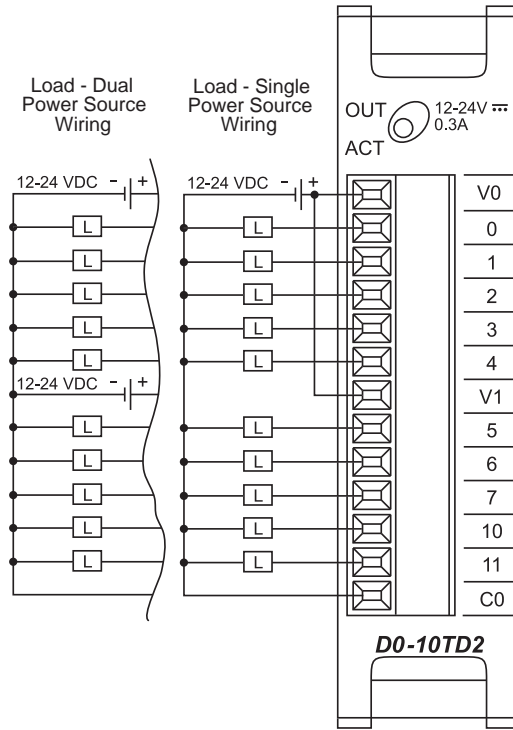 Load - Dual
Power Source
Wiring
Load - Single
Power Source
Wiring
OUT
ACT
12-24V ⎓
0.3A
12-24 VDC - +
L
L
L
L
L
12-24 VDC - +
L
L
L
L
L
12-24 VDC - +
L
L
L
L
L
L
L
L
L
L
V0
0
1
2
3
4
V1
5
6
7
10
11
C0
D0-10TD2